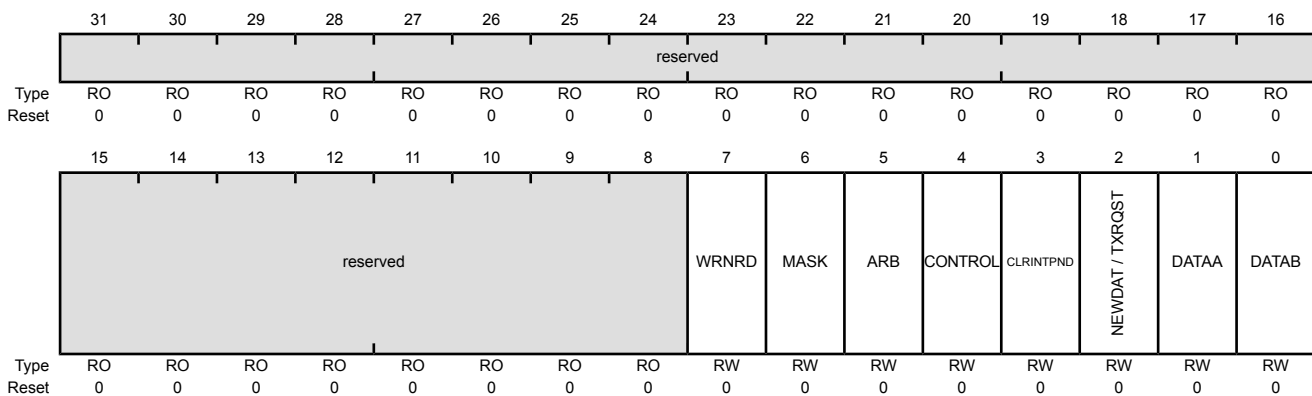 31 30 29 28 27 26 25 24 23 22 21 20 19 18 17 16
reserved
Type RO RO RO RO RO RO RO RO RO RO RO RO RO RO RO RO
Reset 0 0 0 0 0 0 0 0 0 0 0 0 0 0 0 0
15 14 13 12 11 10 9 8 7 6 5 4 3 2 1 0
reserved WRNRD MASK ARB CONTROL CLRINTPND NEWDAT / TXRQST DATAA DATAB
Type RO RO RO RO RO RO RO RO RW RW RW RW RW RW RW RW
Reset 0 0 0 0 0 0 0 0 0 0 0 0 0 0 0 0